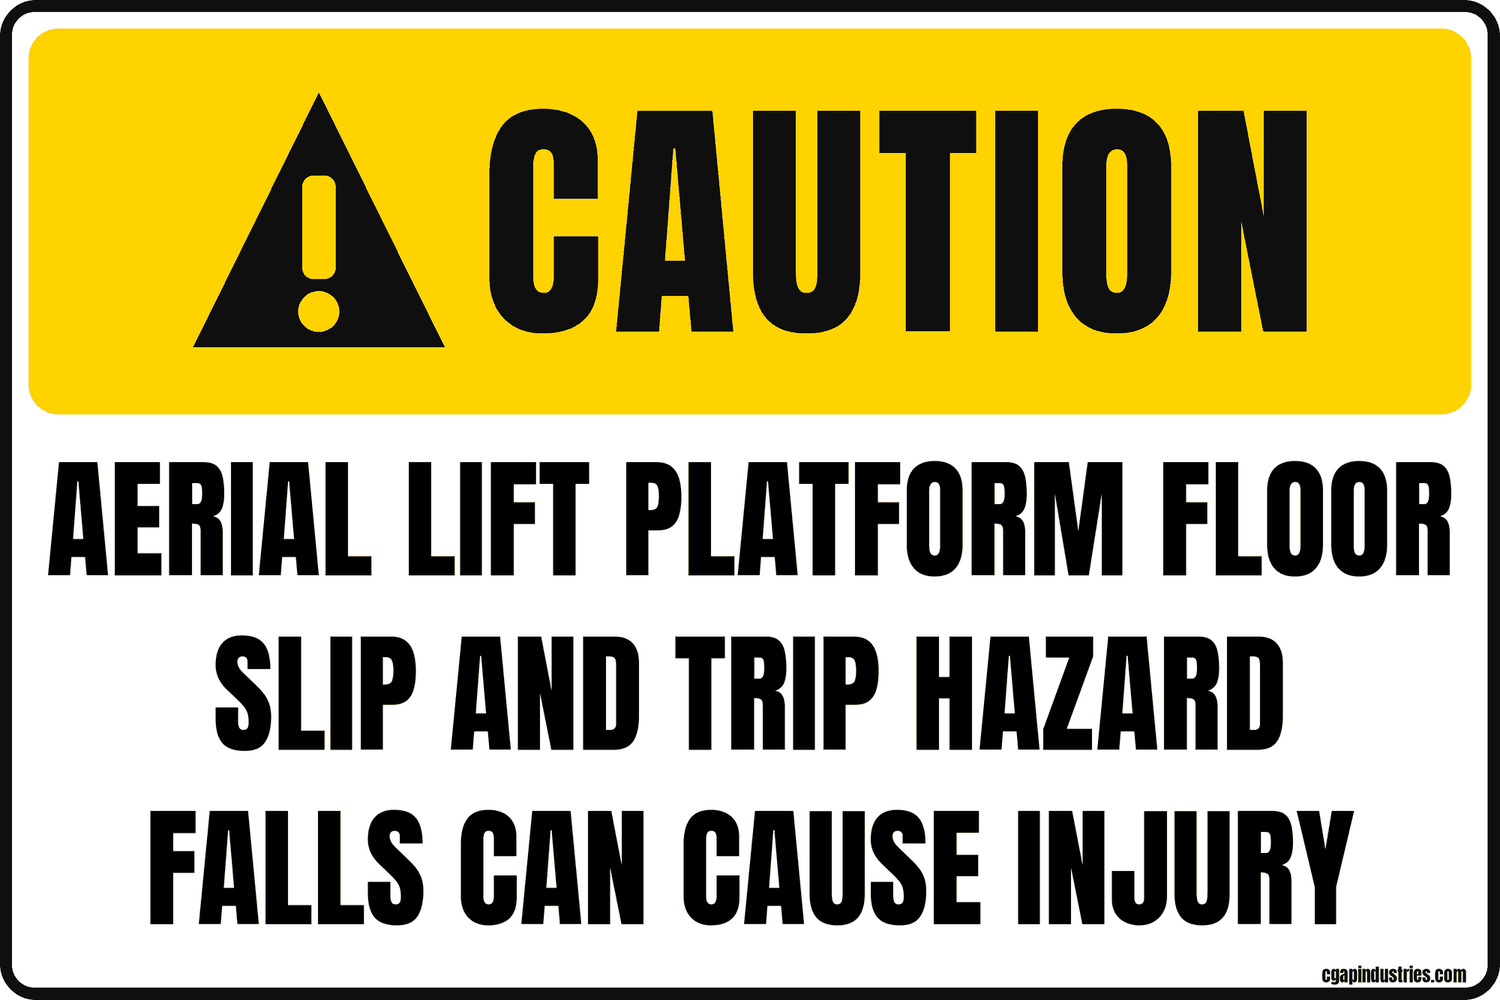 CAUTION
AERIAL LIFT PLATFORM FLOOR
SLIP AND TRIP HAZARD
FALLS CAN CAUSE INJURY
cgapindustries.com